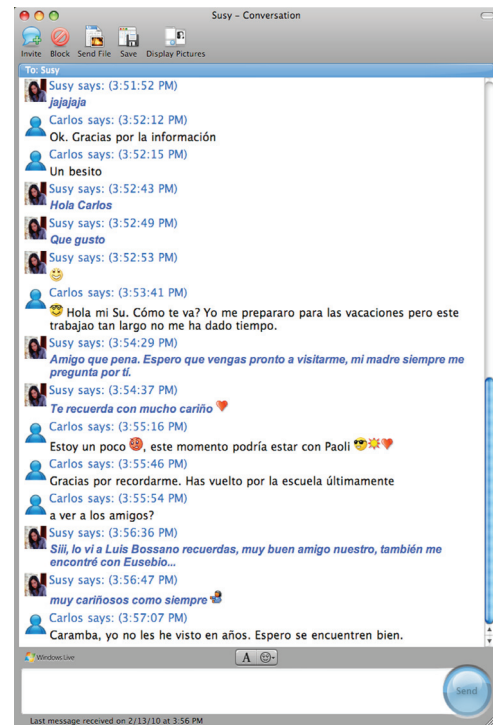 Susy – Conversation
Invite Block Send File Save Display Pictures
To: Susy
Susy says: (3:51:52 PM)
jajajaja
Carlos says: (3:52:12 PM)
Ok. Gracias por la información
Carlos says: (3:52:15 PM)
Un besito
Susy says: (3:52:43 PM)
Hola Carlos
Susy says: (3:52:49 PM)
Que gusto
Susy says: (3:52:53 PM)
Carlos says: (3:53:41 PM)
Hola mi Su. Cómo te va? Yo me prepararo para las vacaciones pero este
trabajao tan largo no me ha dado tiempo.
Susy says: (3:54:29 PM)
Amigo que pena. Espero que vengas pronto a visitarme, mi madre siempre me
pregunta por tí.
Susy says: (3:54:37 PM)
Te recuerda con mucho cariño
Carlos says: (3:55:16 PM)
Estoy un poco , este momento podría estar con Paoli
Carlos says: (3:55:46 PM)
Gracias por recordarme. Has vuelto por la escuela últimamente
Carlos says: (3:55:54 PM)
a ver a los amigos?
Susy says: (3:56:36 PM)
Siii, lo vi a Luis Bossano recuerdas, muy buen amigo nuestro, también me
encontré con Eusebio...
Susy says: (3:56:47 PM)
muy cariñosos como siempre
Carlos says: (3:57:07 PM)
Caramba, yo no les he visto en años. Espero se encuentren bien.
Windows Live
A
Send
Last message received on 2/13/10 at 3:56 PM